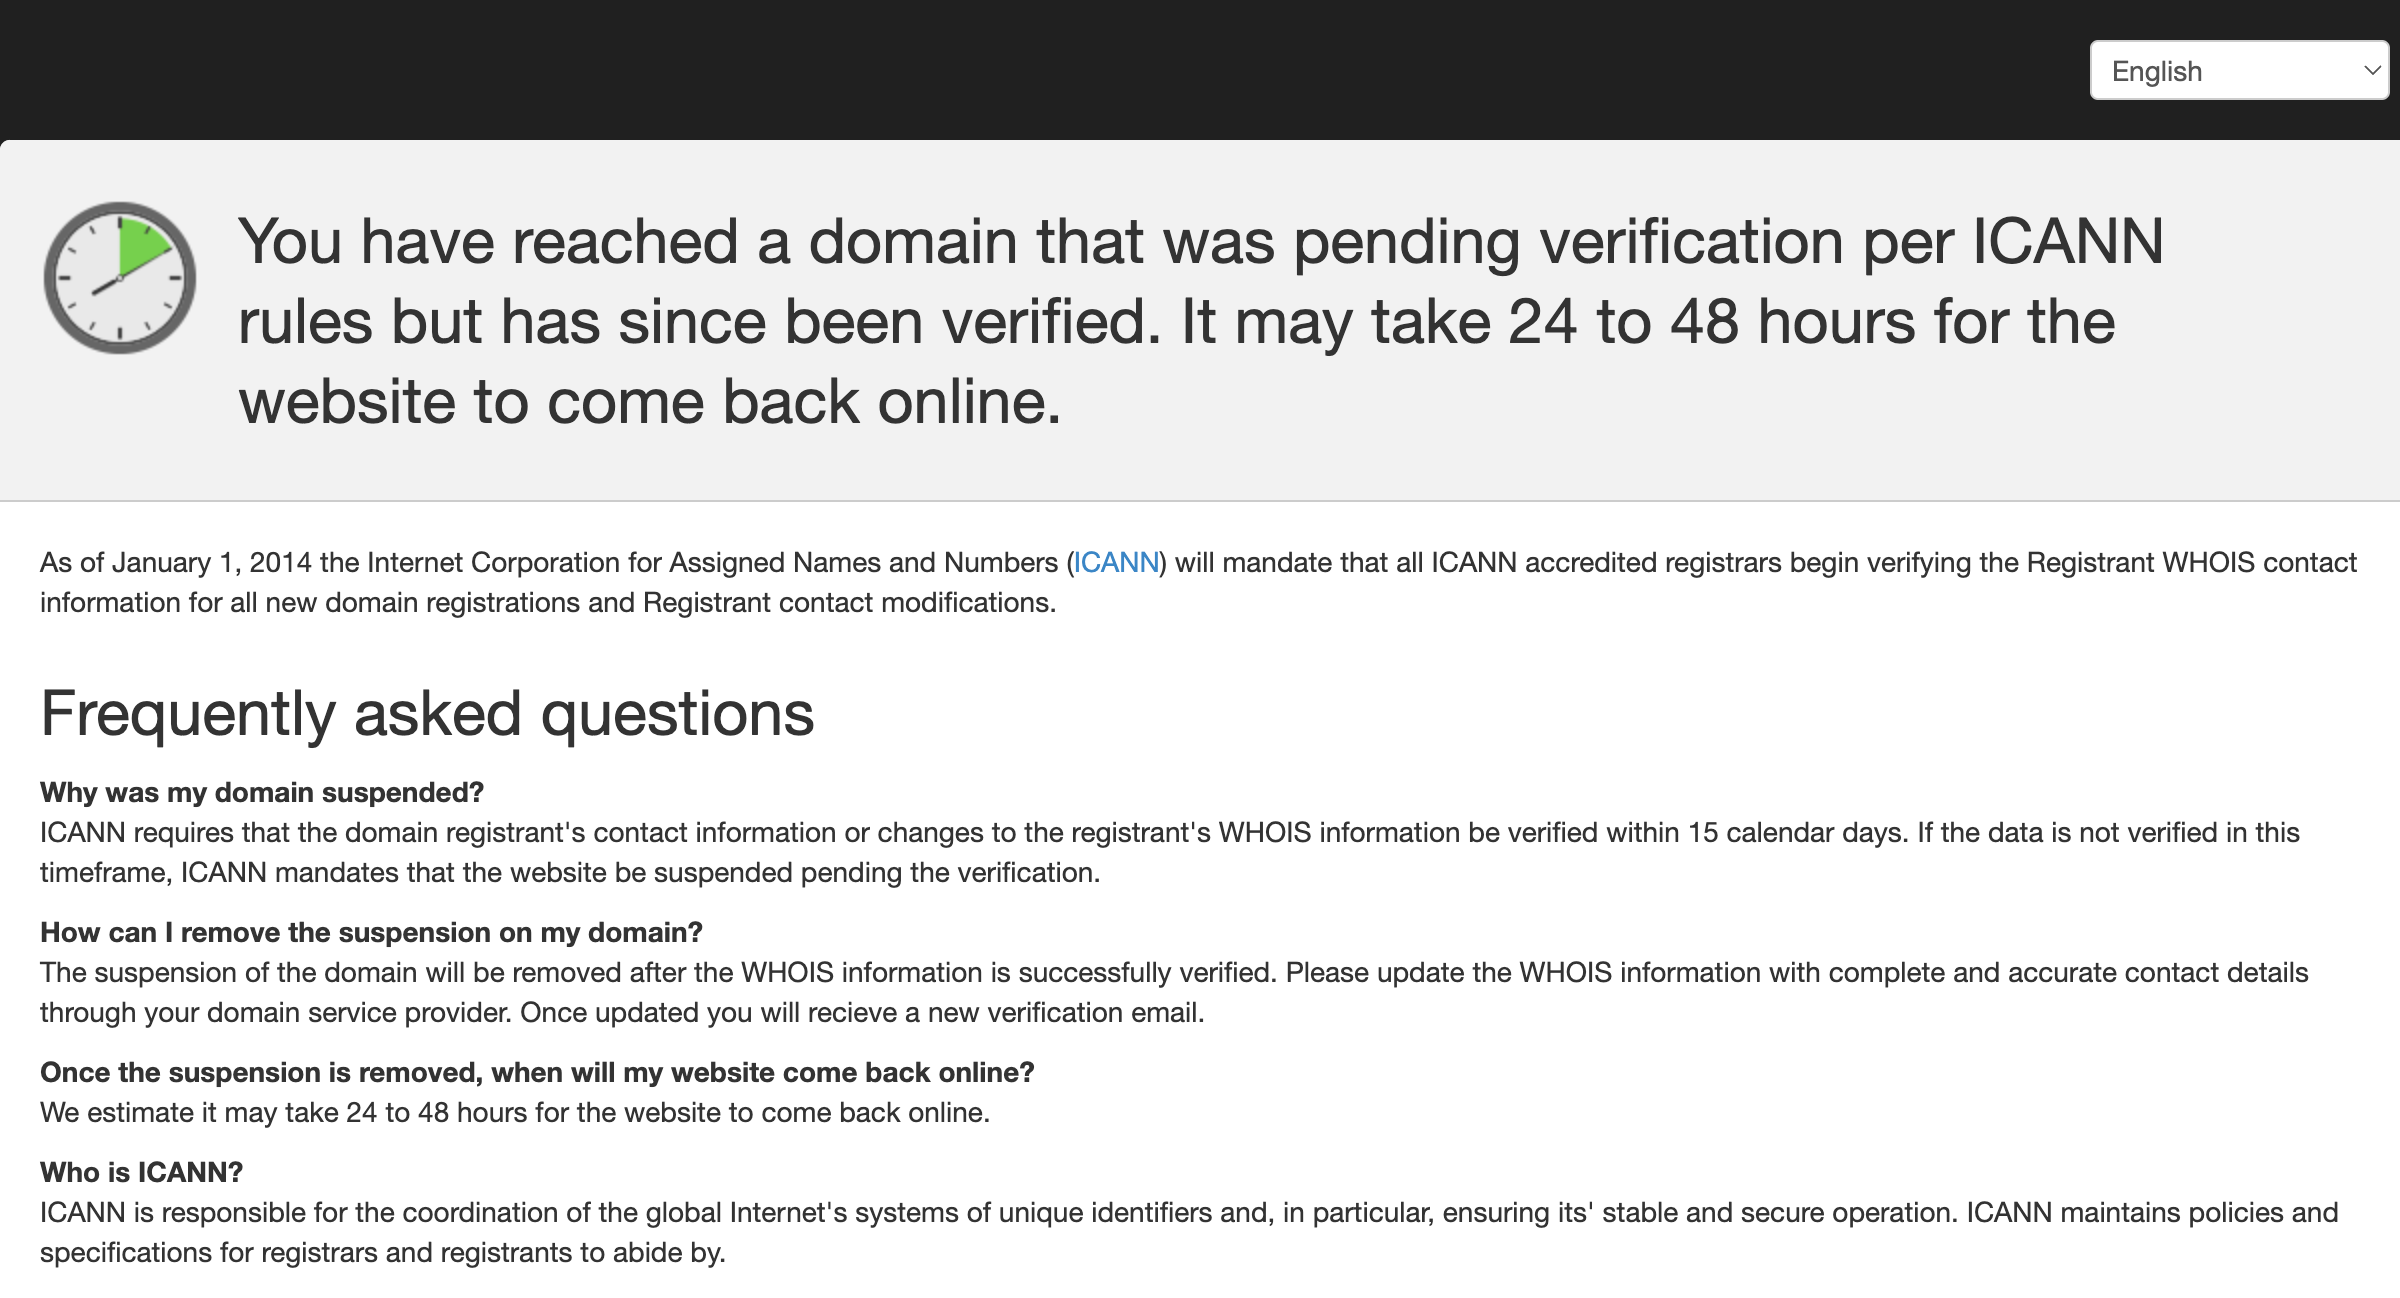 English
You have reached a domain that was pending verification per ICANN
rules but has since been verified. It may take 24 to 48 hours for the
website to come back online.
As of January 1, 2014 the Internet Corporation for Assigned Names and Numbers (ICANN) will mandate that all ICANN accredited registrars begin verifying the Registrant WHOIS contact
information for all new domain registrations and Registrant contact modifications.
Frequently asked questions
Why was my domain suspended?
ICANN requires that the domain registrant's contact information or changes to the registrant's WHOIS information be verified within 15 calendar days. If the data is not verified in this
timeframe, ICANN mandates that the website be suspended pending the verification.
How can I remove the suspension on my domain?
The suspension of the domain will be removed after the WHOIS information is successfully verified. Please update the WHOIS information with complete and accurate contact details
through your domain service provider. Once updated you will recieve a new verification email.
Once the suspension is removed, when will my website come back online?
We estimate it may take 24 to 48 hours for the website to come back online.
Who is ICANN?
ICANN is responsible for the coordination of the global Internet's systems of unique identifiers and, in particular, ensuring its' stable and secure operation. ICANN maintains policies and
specifications for registrars and registrants to abide by.